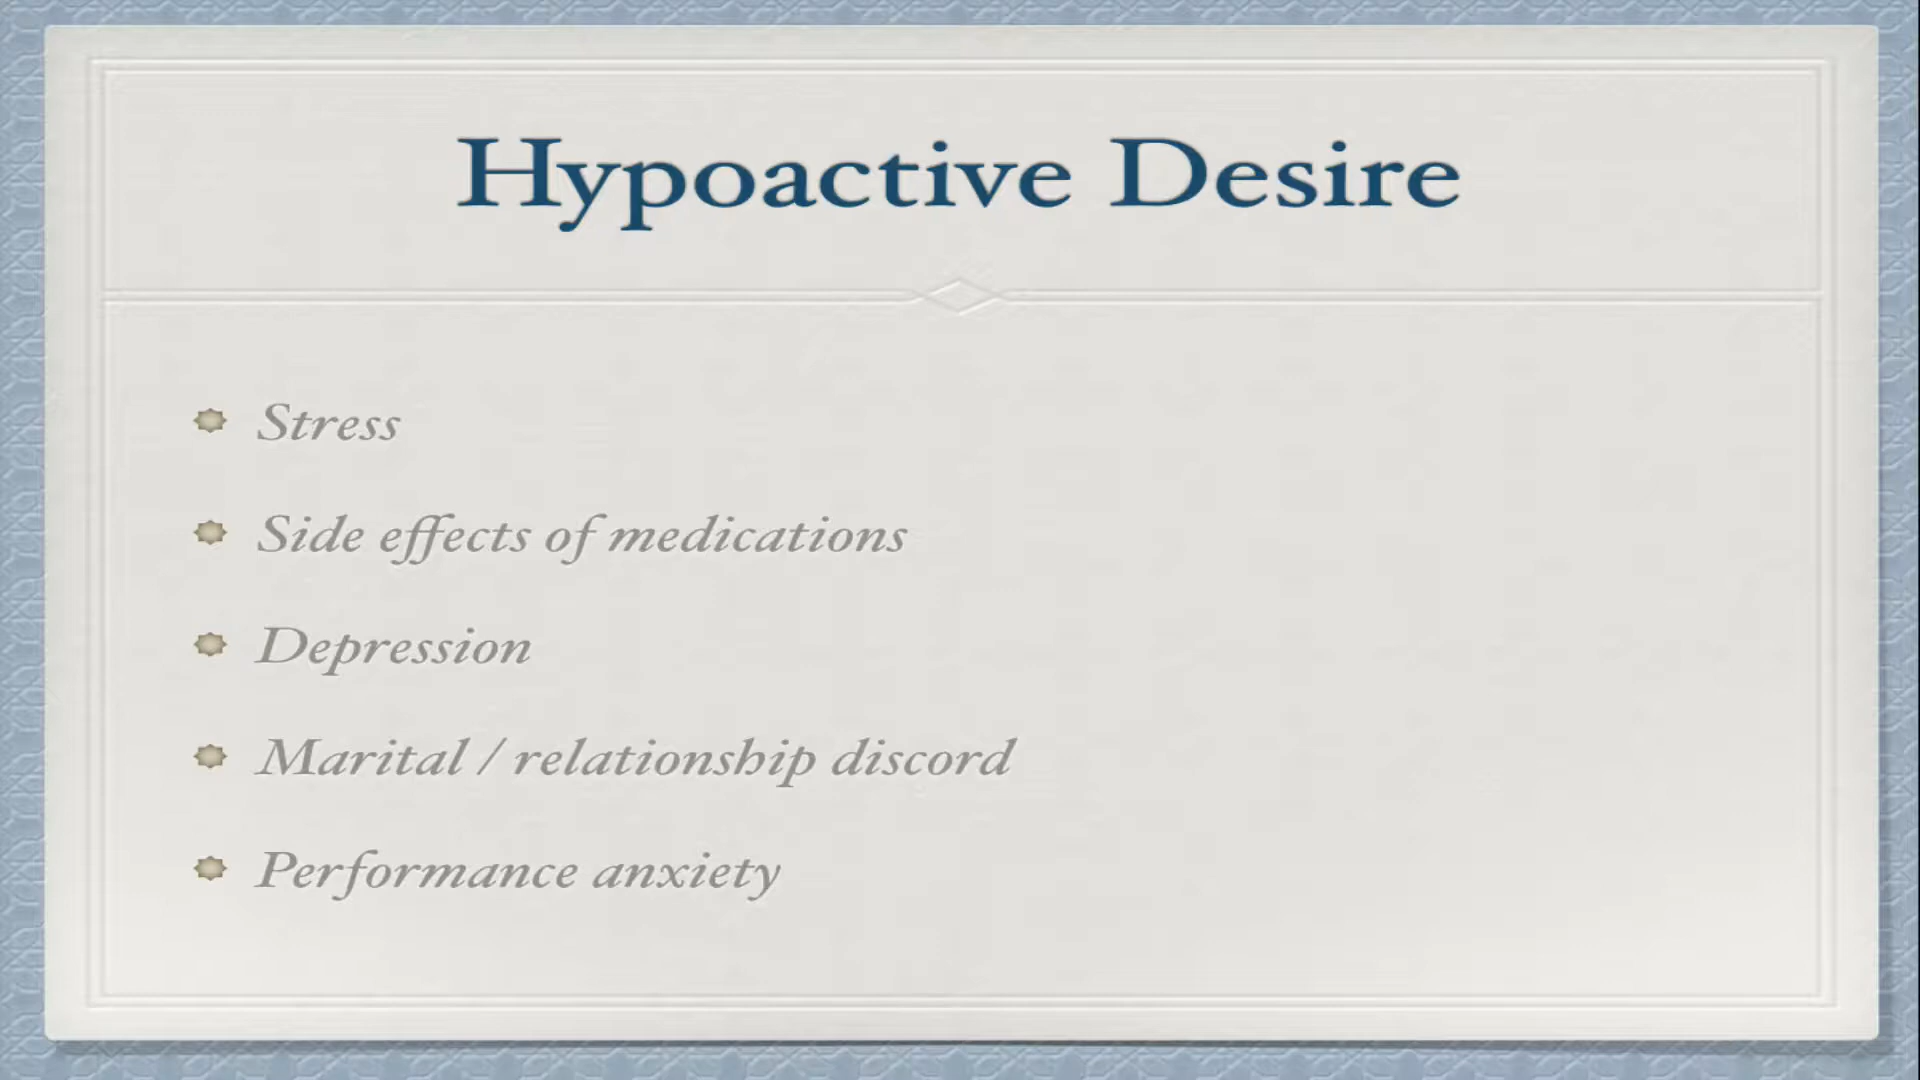 Hypoactive Desire
Stress
Side effects of medications
Depression
Marital / relationship discord
Performance anxiety